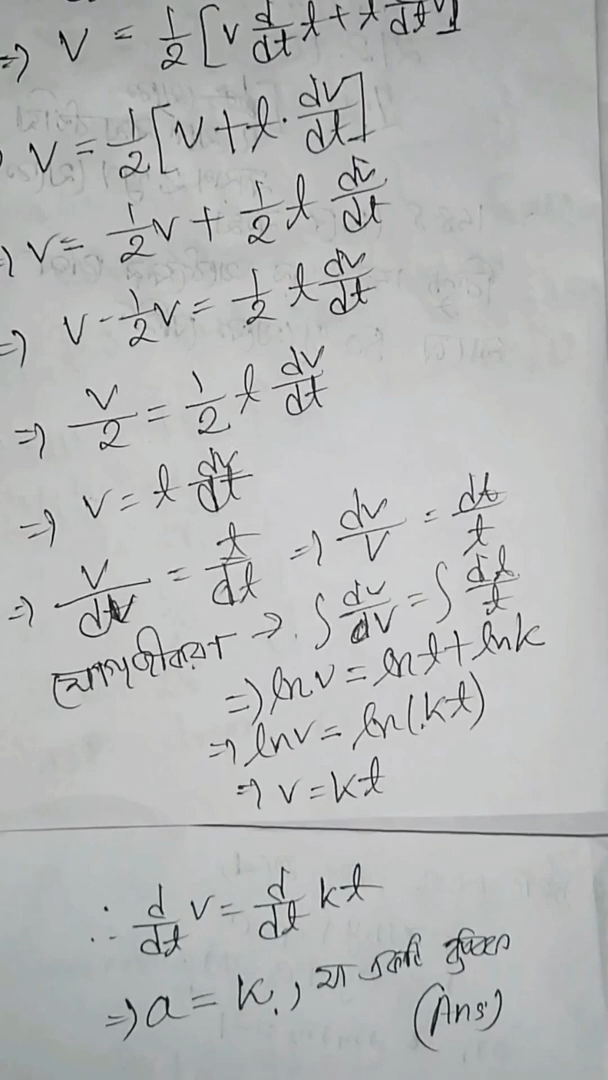 => V = 1/2 [v d/dt t + t d/dt v]
V = 1/2 [v + t · dv/dt]
=> v = 1/2 v + 1/2 t dv/dt
=> v - 1/2 v = 1/2 t dv/dt
=> v/2 = 1/2 t dv/dt
=> v = t dv/dt
=> v/dv = t/dt => dv/v = dt/t
যোগজীকরণ → ∫ dv/dv = ∫ dt/t
=> ln v = ln t + ln k
=> ln v = ln(kt)
=> v = kt
∴ d/dt v = d/dt kt
=> a = k, যা একটি ধ্রুবক
(Ans)